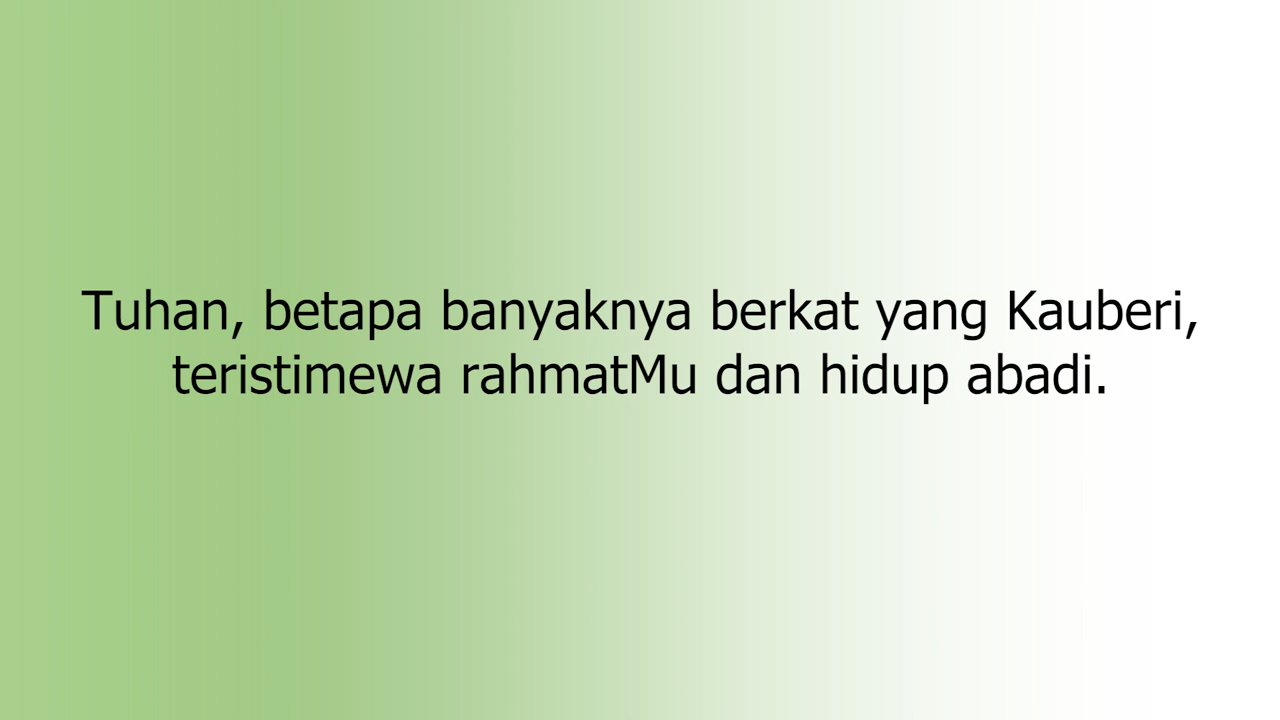 Tuhan, betapa banyaknya berkat yang Kauberi,
teristimewa rahmatMu dan hidup abadi.